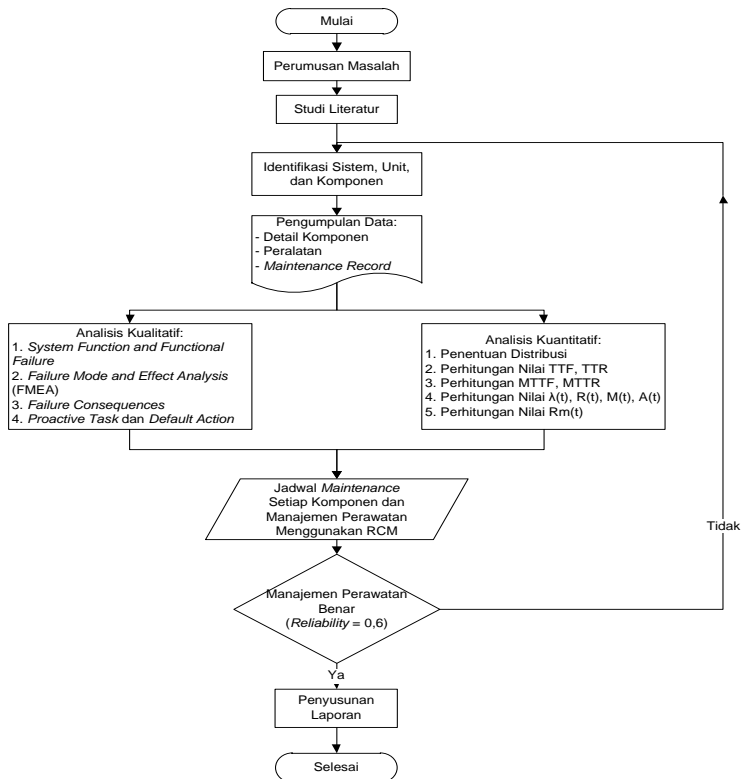 Mulai
Perumusan Masalah
Studi Literatur
Identifikasi Sistem, Unit,
dan Komponen
Pengumpulan Data:
- Detail Komponen
- Peralatan
- Maintenance Record
Analisis Kualitatif:
1. System Function and Functional
Failure
2. Failure Mode and Effect Analysis
(FMEA)
3. Failure Consequences
4. Proactive Task dan Default Action
Analisis Kuantitatif:
1. Penentuan Distribusi
2. Perhitungan Nilai TTF, TTR
3. Perhitungan MTTF, MTTR
4. Perhitungan Nilai λ(t), R(t), M(t), A(t)
5. Perhitungan Nilai Rm(t)
Jadwal Maintenance
Setiap Komponen dan
Manajemen Perawatan
Menggunakan RCM
Tidak
Manajemen Perawatan
Benar
(Reliability = 0,6)
Ya
Penyusunan
Laporan
Selesai